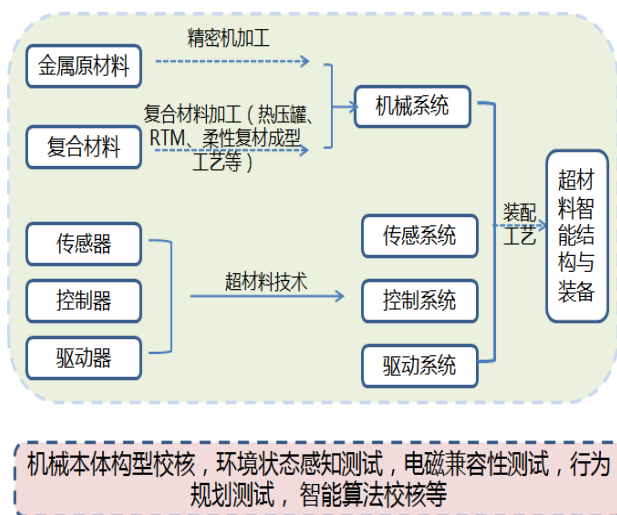 精密机加工
金属原材料
机械系统
复合材料加工（热压罐、
RTM、柔性复材成型
工艺等）
复合材料
超材
料智
能结
构与
装备
装配
工艺
传感器
传感系统
超材料技术
控制器
控制系统
驱动器
驱动系统
机械本体构型校核，环境状态感知测试，电磁兼容性测试，行为
规划测试， 智能算法校核等